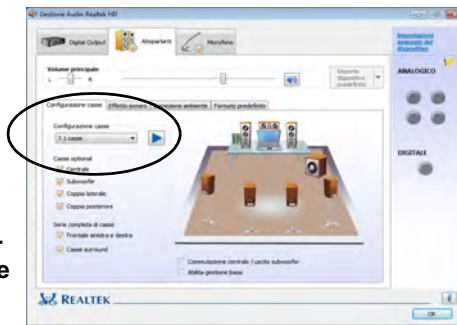 Gestione Audio Realtek HD
Digital Output
Altoparlanti
Microfono
Impostazioni avanzate del dispositivo
Volume principale
Imposta dispositivo predefinito
ANALOGICO
Configurazione casse
Effetto sonoro
Correzione ambiente
Formato predefinito
Configurazione casse
7.1 casse
Casse optional
Centrale
Subwoofer
Coppia laterale
Coppia posteriore
DIGITALE
Serie completa di casse
Frontale sinistra e destra
Casse surround
Commutazione centrale / uscita subwoofer
Abilita gestione bassi
e
REALTEK
OK